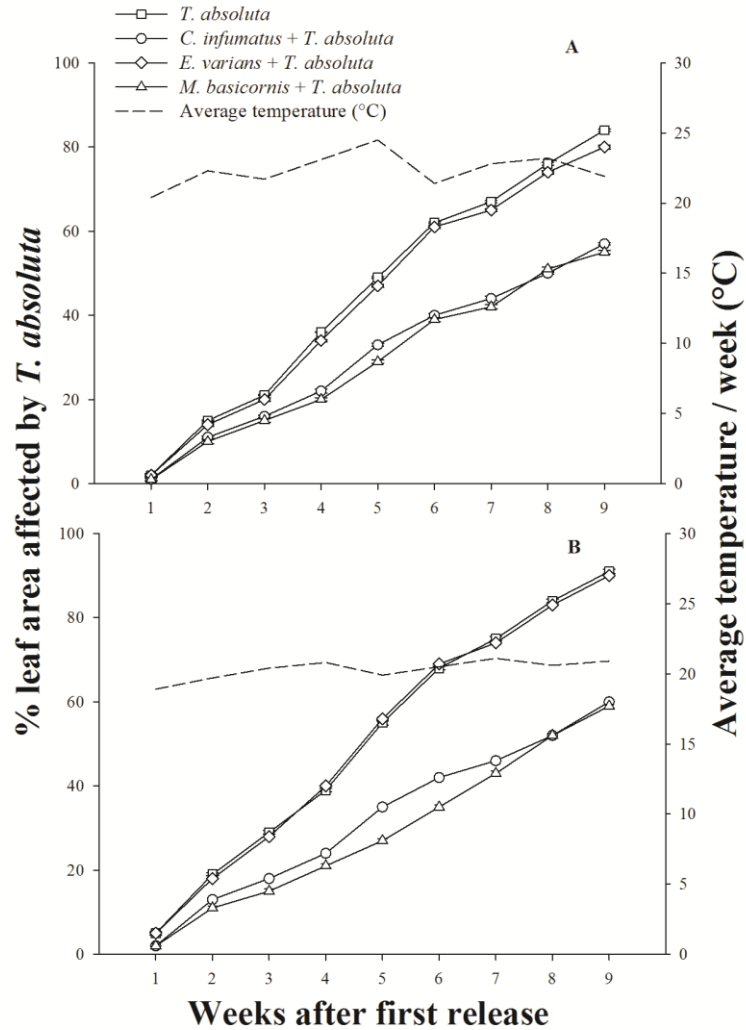 T. absoluta
C. infumatus + T. absoluta
E. varians + T. absoluta
M. basicornis + T. absoluta
Average temperature (°C)
A
100
80
60
40
20
0
30
25
20
15
10
5
0
1 2 3 4 5 6 7 8 9
B
100
80
60
40
20
0
30
25
20
15
10
5
0
1 2 3 4 5 6 7 8 9
% leaf area affected by T. absoluta
Average temperature / week (°C)
Weeks after first release